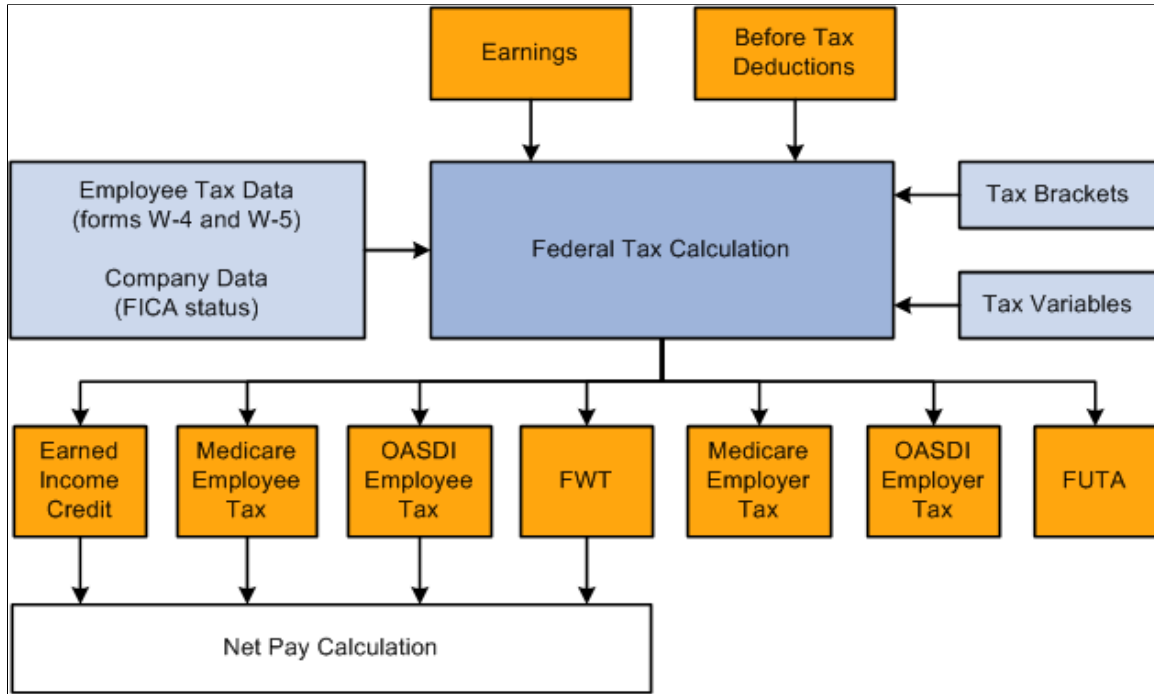 Earnings
Before Tax
Deductions
Employee Tax Data
(forms W-4 and W-5)
Company Data
(FICA status)
Federal Tax Calculation
Tax Brackets
Tax Variables
Earned
Income
Credit
Medicare
Employee
Tax
OASDI
Employee
Tax
FWT
Medicare
Employer
Tax
OASDI
Employer
Tax
FUTA
Net Pay Calculation